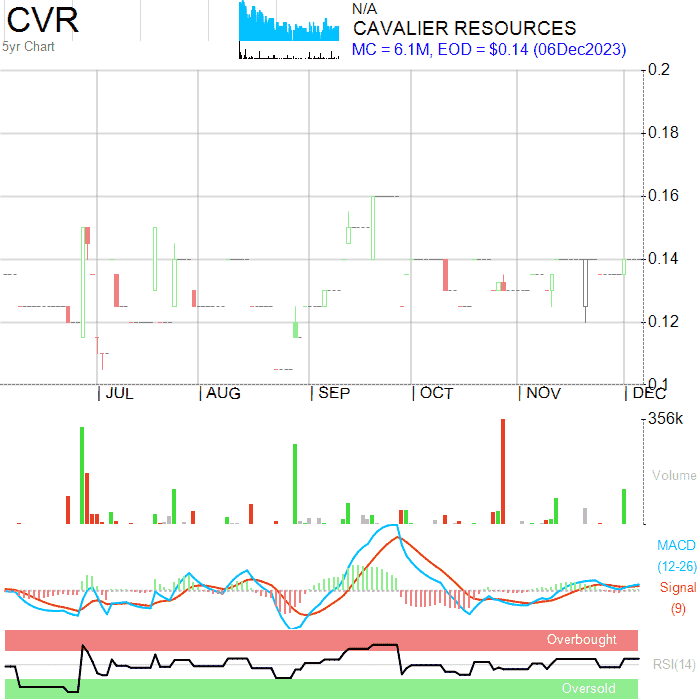 CVR
5yr Chart
N/A
CAVALIER RESOURCES
MC = 6.1M, EOD = $0.14 (06Dec2023)
0.2
0.18
0.16
0.14
0.12
0.1
JUL
AUG
SEP
OCT
NOV
DEC
356k
Volume
MACD
(12-26)
Signal
(9)
Overbought
RSI(14)
Oversold